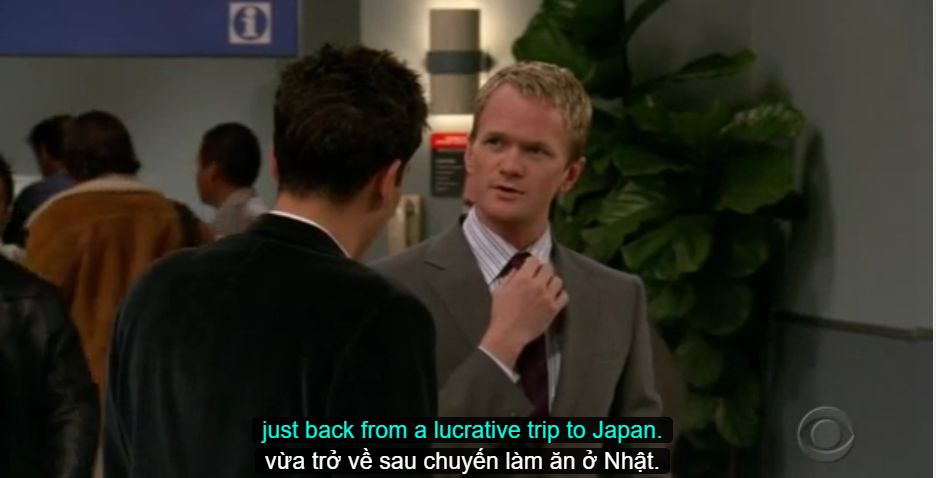 just back from a lucrative trip to Japan.
vừa trở về sau chuyến làm ăn ở Nhật.